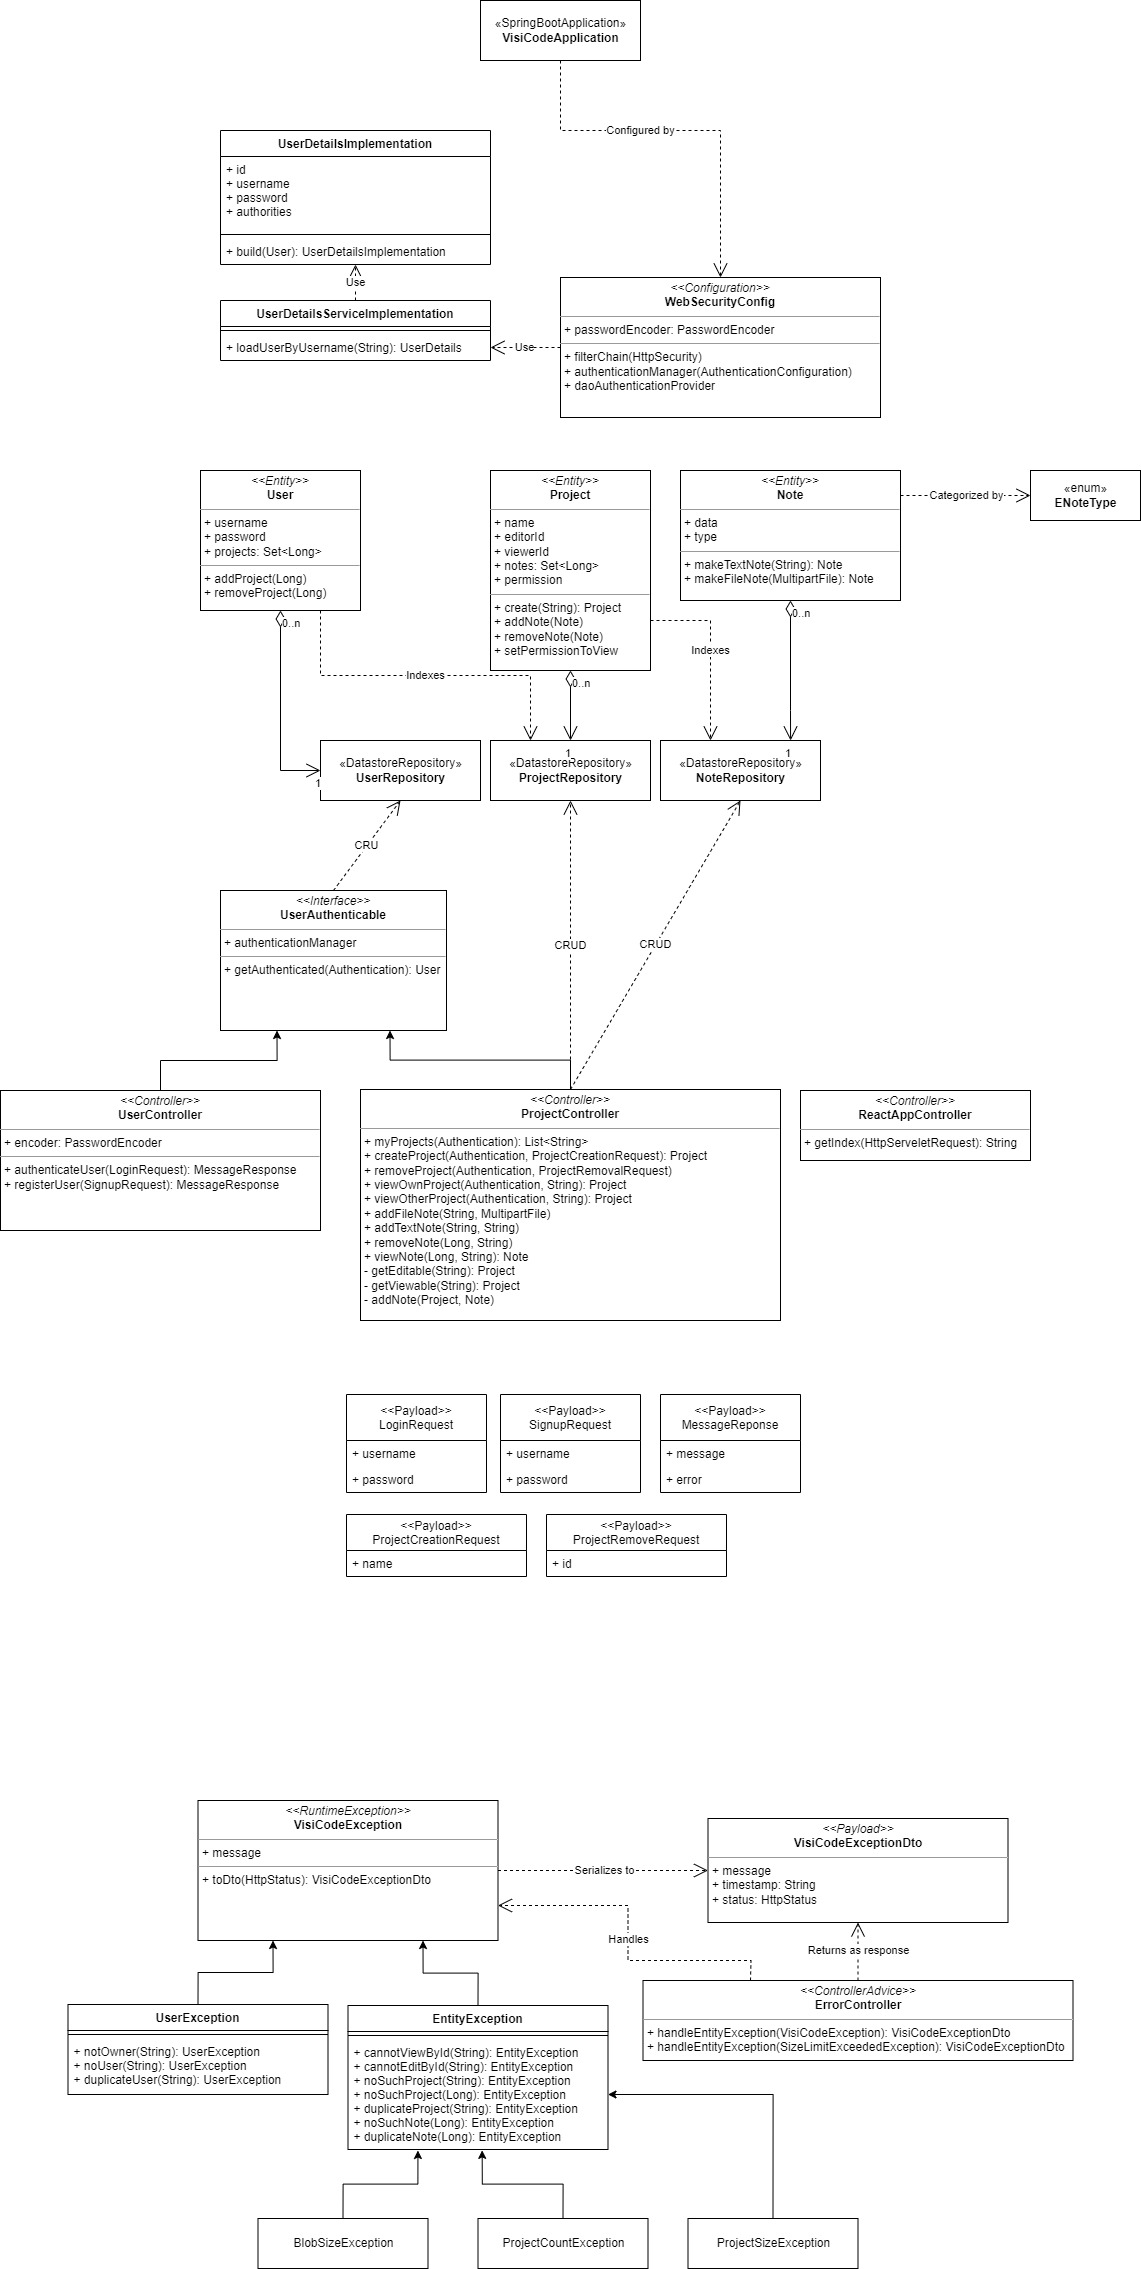 «SpringBootApplication»
VisiCodeApplication
Configured by
UserDetailsImplementation
+ id
+ username
+ password
+ authorities
+ build(User): UserDetailsImplementation
Use
UserDetailsServiceImplementation
+ loadUserByUsername(String): UserDetails
Use
<<Configuration>>
WebSecurityConfig
+ passwordEncoder: PasswordEncoder
+ filterChain(HttpSecurity)
+ authenticationManager(AuthenticationConfiguration)
+ daoAuthenticationProvider
<<Entity>>
User
+ username
+ password
+ projects: Set<Long>
+ addProject(Long)
+ removeProject(Long)
<<Entity>>
Project
+ name
+ editorId
+ viewerId
+ notes: Set<Long>
+ permission
+ create(String): Project
+ addNote(Note)
+ removeNote(Note)
+ setPermissionToView
<<Entity>>
Note
+ data
+ type
+ makeTextNote(String): Note
+ makeFileNote(MultipartFile): Note
Categorized by
«enum»
ENoteType
0..n
0..n
0..n
Indexes
Indexes
1
1
1
«DatastoreRepository»
UserRepository
«DatastoreRepository»
ProjectRepository
«DatastoreRepository»
NoteRepository
CRU
CRUD
CRUD
<<Interface>>
UserAuthenticable
+ authenticationManager
+ getAuthenticated(Authentication): User
<<Controller>>
UserController
+ encoder: PasswordEncoder
+ authenticateUser(LoginRequest): MessageResponse
+ registerUser(SignupRequest): MessageResponse
<<Controller>>
ProjectController
+ myProjects(Authentication): List<String>
+ createProject(Authentication, ProjectCreationRequest): Project
+ removeProject(Authentication, ProjectRemovalRequest)
+ viewOwnProject(Authentication, String): Project
+ viewOtherProject(Authentication, String): Project
+ addFileNote(String, MultipartFile)
+ addTextNote(String, String)
+ removeNote(Long, String)
+ viewNote(Long, String): Note
- getEditable(String): Project
- getViewable(String): Project
- addNote(Project, Note)
<<Controller>>
ReactAppController
+ getIndex(HttpServeletRequest): String
<<Payload>>
LoginRequest
+ username
+ password
<<Payload>>
SignupRequest
+ username
+ password
<<Payload>>
MessageReponse
+ message
+ error
<<Payload>>
ProjectCreationRequest
+ name
<<Payload>>
ProjectRemoveRequest
+ id
<<RuntimeException>>
VisiCodeException
+ message
+ toDto(HttpStatus): VisiCodeExceptionDto
Serializes to
<<Payload>>
VisiCodeExceptionDto
+ message
+ timestamp: String
+ status: HttpStatus
Handles
Returns as response
<<ControllerAdvice>>
ErrorController
+ handleEntityException(VisiCodeException): VisiCodeExceptionDto
+ handleEntityException(SizeLimitExceededException): VisiCodeExceptionDto
UserException
+ notOwner(String): UserException
+ noUser(String): UserException
+ duplicateUser(String): UserException
EntityException
+ cannotViewById(String): EntityException
+ cannotEditById(String): EntityException
+ noSuchProject(String): EntityException
+ noSuchProject(Long): EntityException
+ duplicateProject(String): EntityException
+ noSuchNote(Long): EntityException
+ duplicateNote(Long): EntityException
BlobSizeException
ProjectCountException
ProjectSizeException